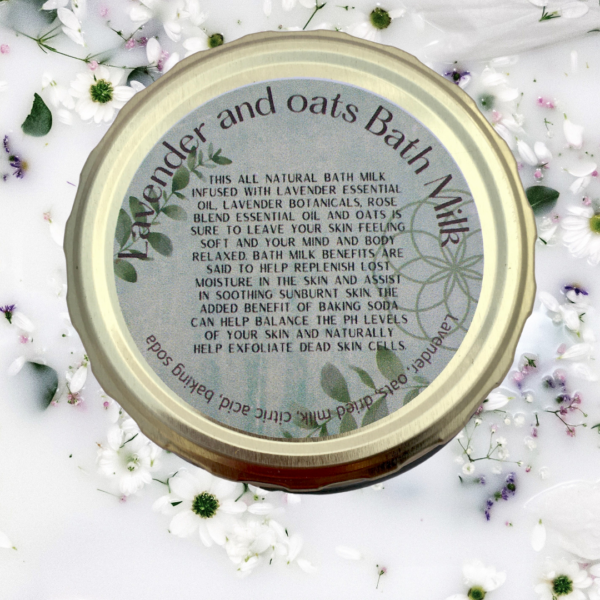 Lavender and oats Bath Milk
THIS ALL NATURAL BATH MILK
INFUSED WITH LAVENDER ESSENTIAL
OIL, LAVENDER BOTANICALS, ROSE
BLEND ESSENTIAL OIL AND OATS IS
SURE TO LEAVE YOUR SKIN FEELING
SOFT AND YOUR MIND AND BODY
RELAXED. BATH MILK BENEFITS ARE
SAID TO HELP REPLENISH LOST
MOISTURE IN THE SKIN AND ASSIST
IN SOOTHING SUNBURNT SKIN. THE
ADDED BENEFIT OF BAKING SODA
CAN HELP BALANCE THE PH LEVELS
OF YOUR SKIN AND NATURALLY
HELP EXFOLIATE DEAD SKIN CELLS.
Lavender, oats, dried milk, citric acid, baking soda